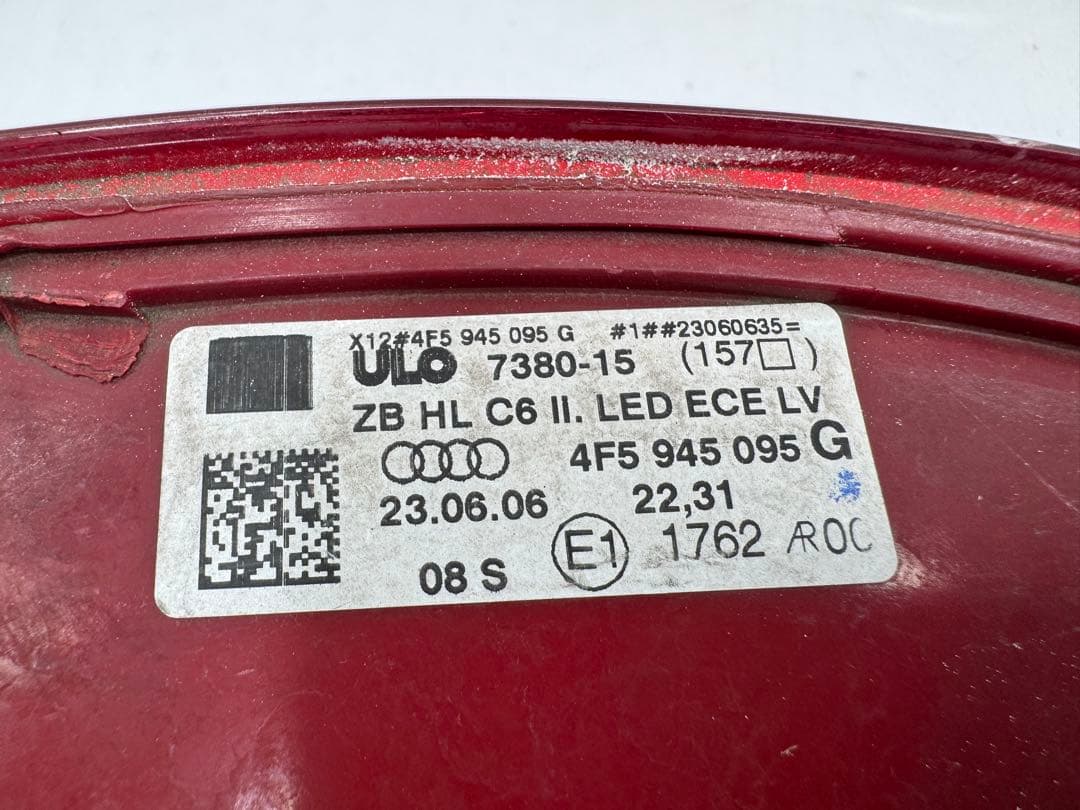 X12#4F5 945 095 G #1##23060635=
ULO 7380-15 (157□)
ZB HL C6 II. LED ECE LV
4F5 945 095 G
23.06.06 22,31
08 S E1 1762 AR0C